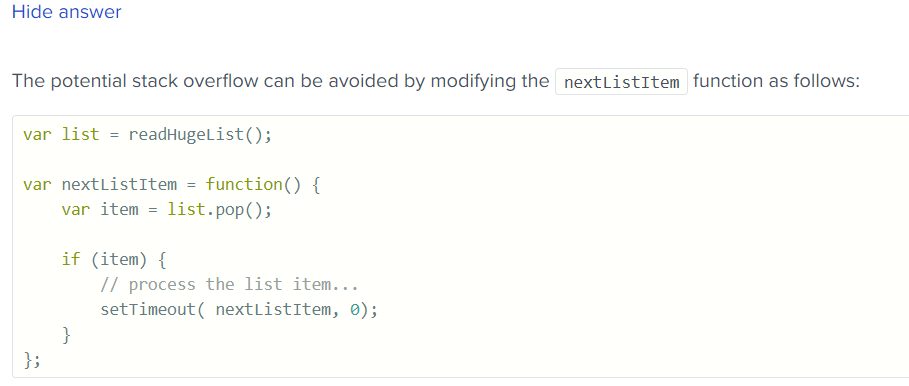 Hide answer
The potential stack overflow can be avoided by modifying the nextListItem function as follows:
var list = readHugeList();
var nextListItem = function() {
    var item = list.pop();
    if (item) {
        // process the list item...
        setTimeout( nextListItem, 0);
    }
};